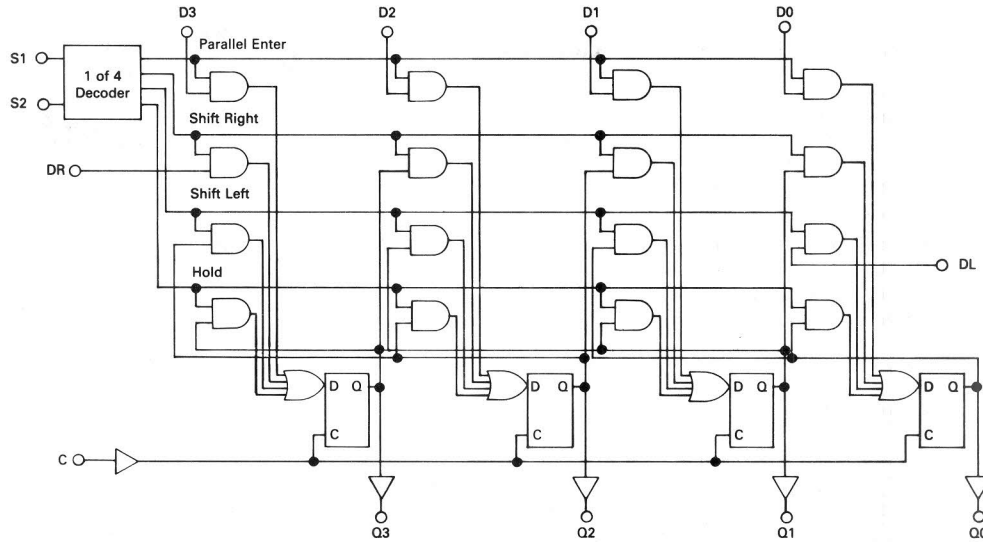 D3 D2 D1 D0
Parallel Enter
S1
1 of 4
Decoder
S2
Shift Right
DR
Shift Left
DL
Hold
D Q D Q D Q D Q
C C C C
C
Q3 Q2 Q1 Q0